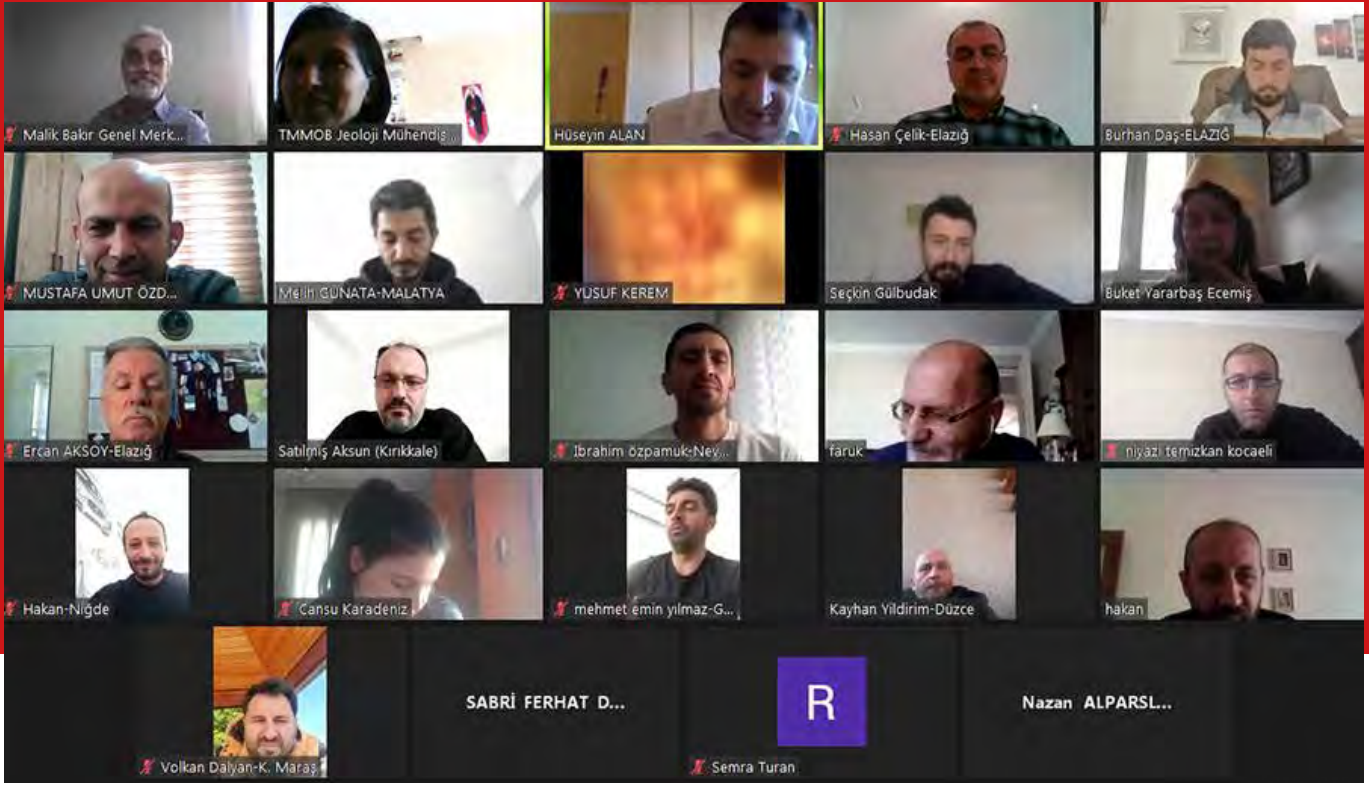 Malik Bakır Genel Merk...
TMMOB Jeoloji Mühendis...
Hüseyin ALAN
Hasan Çelik-Elazığ
Burhan Daş-ELAZIĞ
MUSTAFA UMUT ÖZD...
Melih GÜNATA-MALATYA
YUSUF KEREM
Seçkin Gülbudak
Buket Yararbaş Ecemiş
Ercan AKSOY-Elazığ
Satılmış Aksun (Kırıkkale)
İbrahim özpamuk-Nev...
faruk
niyazi temizkan kocaeli
Hakan-Niğde
Cansu Karadeniz
mehmet emin yılmaz-G...
Kayhan Yildirim-Düzce
hakan
Volkan Dalyan-K. Maraş
SABRİ FERHAT D...
R
Semra Turan
Nazan ALPARSL...